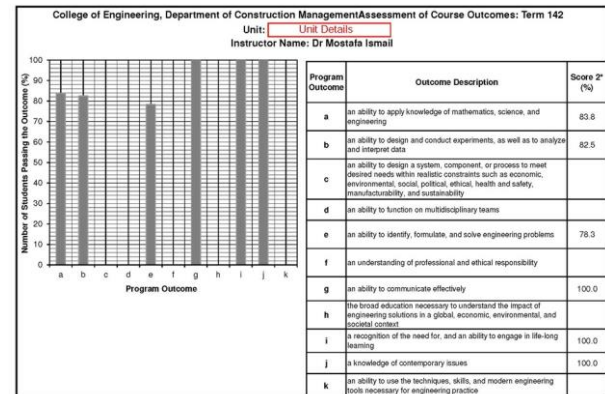 College of Engineering, Department of Construction ManagementAssessment of Course Outcomes: Term 142
Unit: Unit Details
Instructor Name: Dr Mostafa Ismail
Number of Students Passing the Outcome (%)
100
90
80
70
60
50
40
30
20
10
0
a b c d e f g h i j k
Program Outcome
Program Outcome Outcome Description Score 2* (%)
a an ability to apply knowledge of mathematics, science, and
engineering 83.8
b an ability to design and conduct experiments, as well as to analyze
and interpret data 82.5
c an ability to design a system, component, or process to meet
desired needs within realistic constraints such as economic,
environmental, social, political, ethical, health and safety,
manufacturability, and sustainability
d an ability to function on multidisciplinary teams
e an ability to identify, formulate, and solve engineering problems 78.3
f an understanding of professional and ethical responsibility
g an ability to communicate effectively 100.0
h the broad education necessary to understand the impact of
engineering solutions in a global, economic, environmental, and
societal context
i a recognition of the need for, and an ability to engage in life-long
learning 100.0
j a knowledge of contemporary issues 100.0
k an ability to use the techniques, skills, and modern engineering
tools necessary for engineering practice